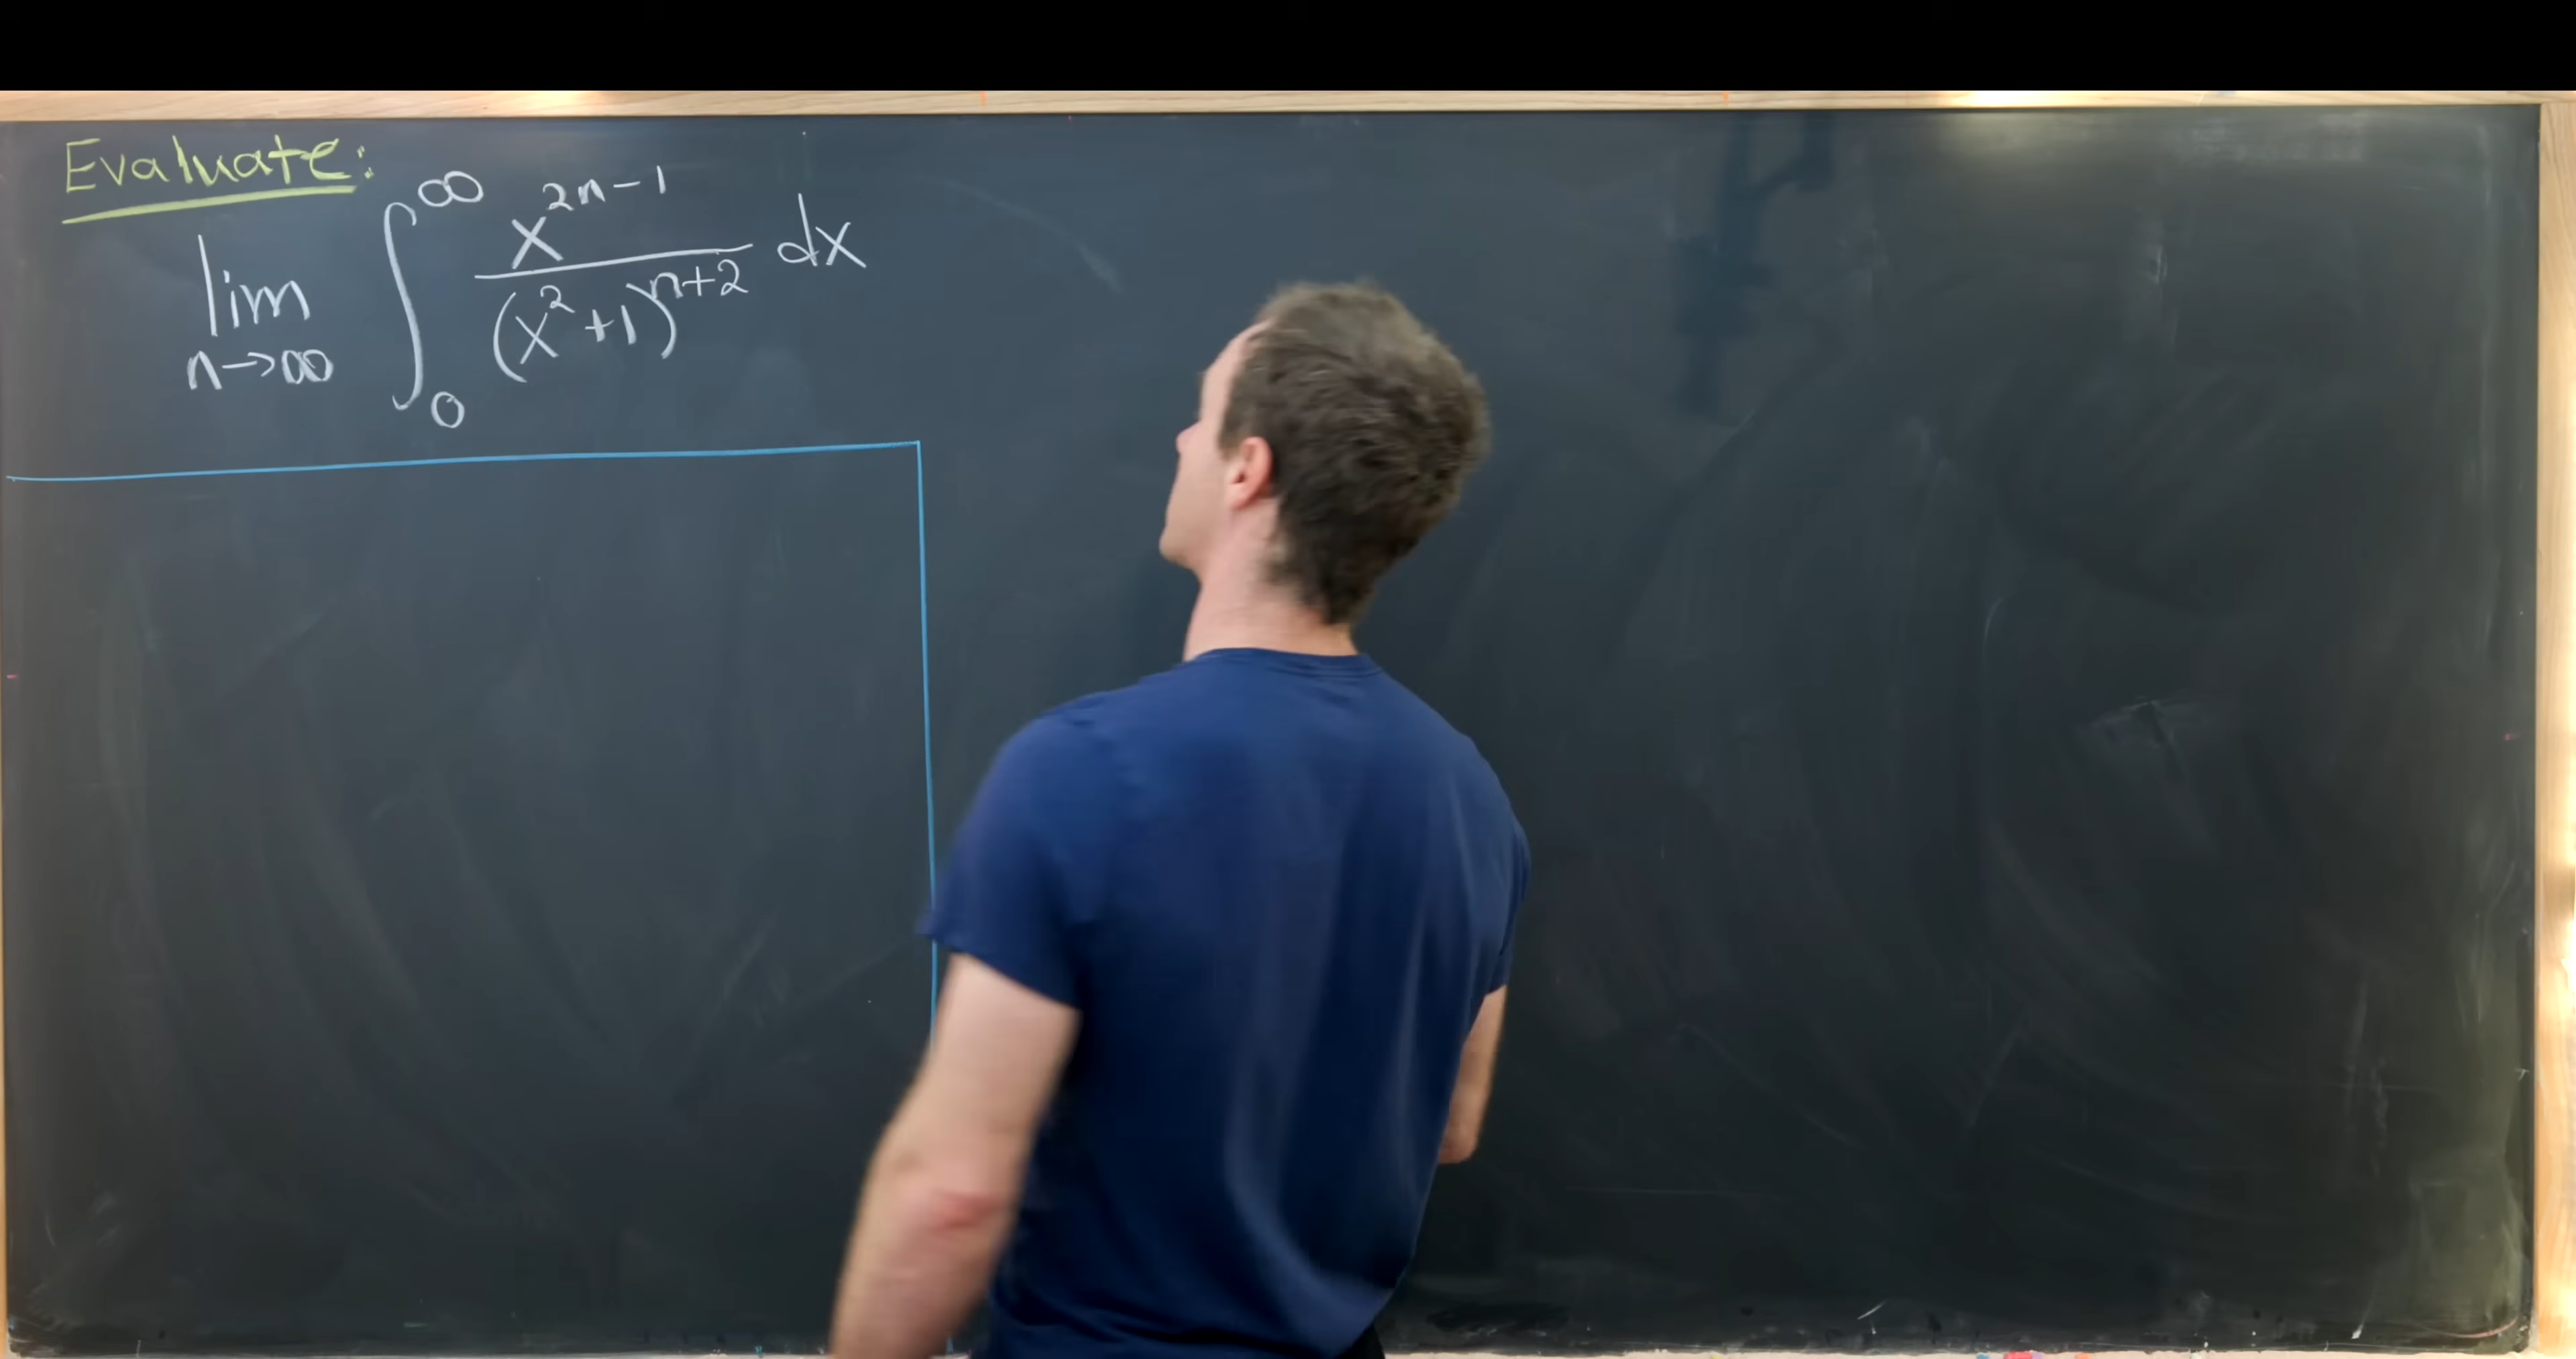 Evaluate:
lim n→∞ ∫₀^∞ x^{2n-1} / (x²+1)^{n+2} dx